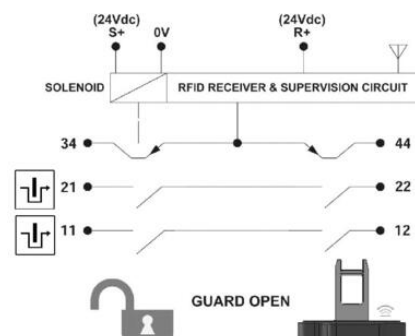 (24Vdc) (24Vdc)
S+ 0V R+
SOLENOID RFID RECEIVER & SUPERVISION CIRCUIT
34 44
21 22
11 12
GUARD OPEN